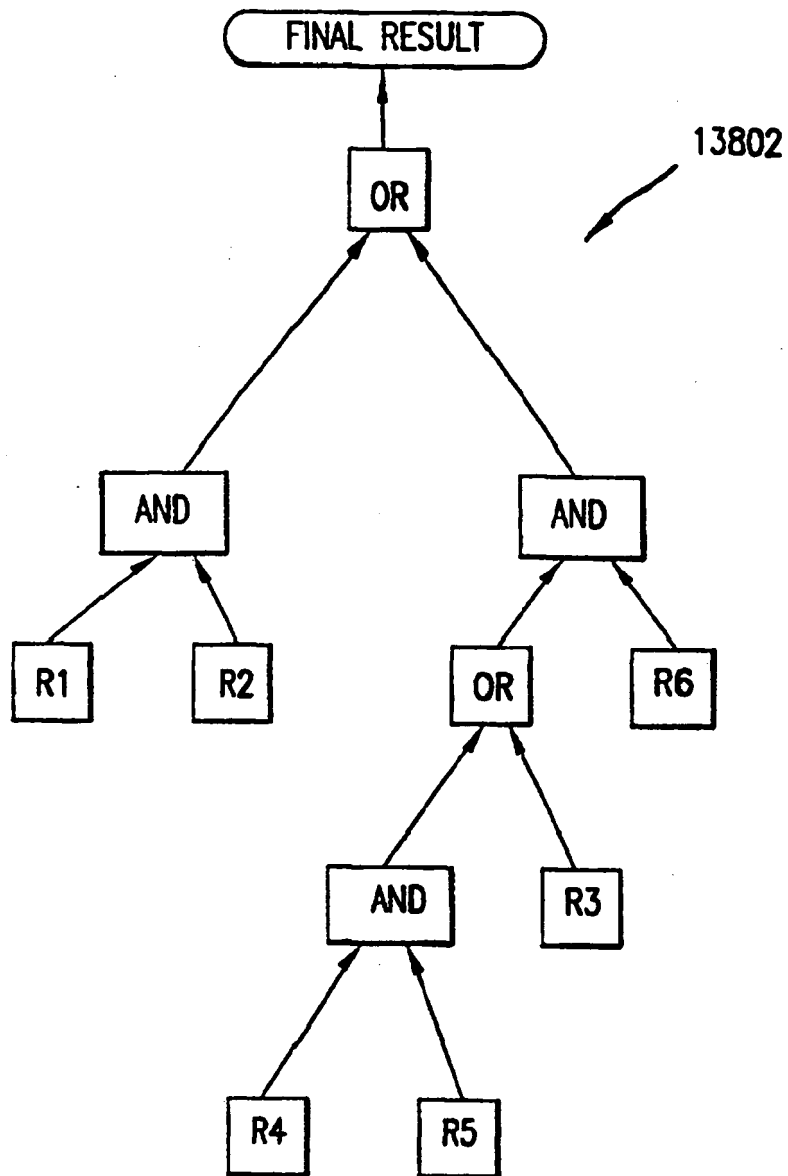 FINAL RESULT
13802
OR
AND
AND
R1
R2
OR
R6
AND
R3
R4
R5